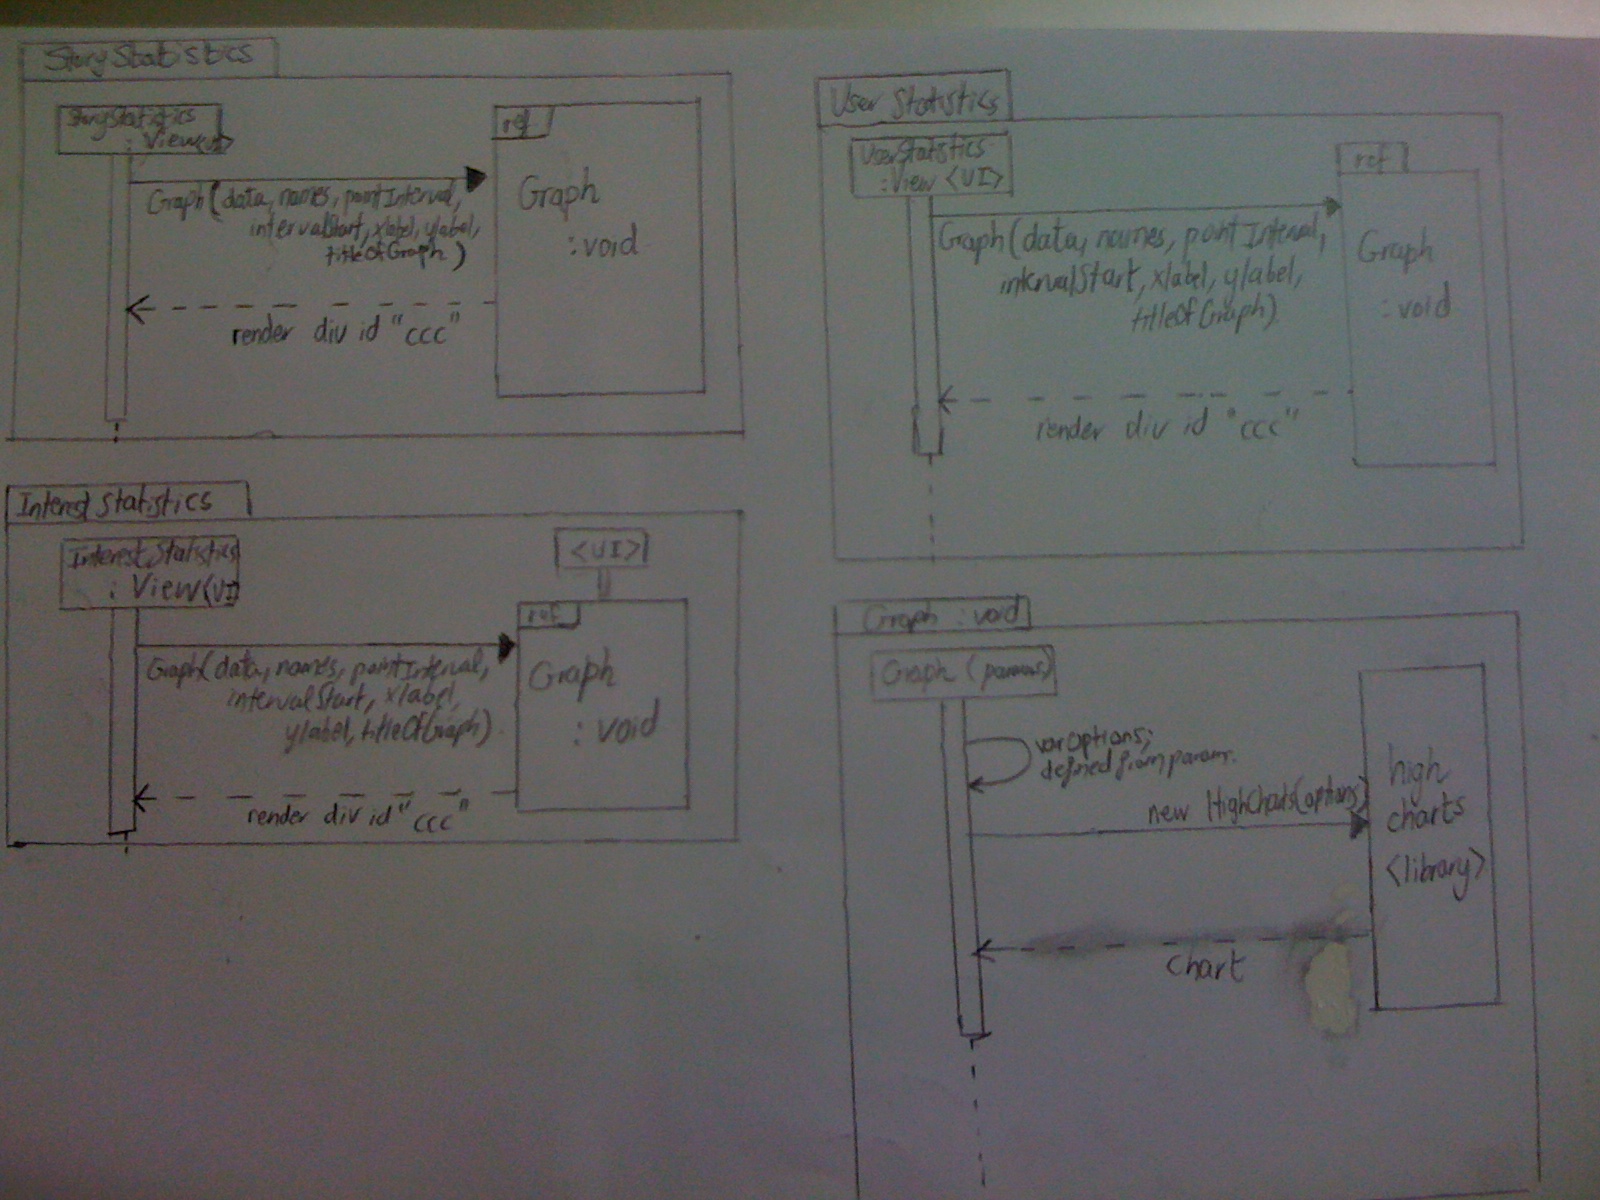 StoryStatistics
StoryStatistics
: View<UI>
Graph(data, names, pointInterval,
intervalStart, xlabel, ylabel,
titleOfGraph)
render div id "ccc"
ref
Graph
:void
User Statistics
UserStatistics
:View <UI>
Graph(data, names, pointInterval,
intervalStart, xlabel, ylabel,
titleOfGraph)
render div id "ccc"
ref
Graph
:void
Interest Statistics
Interest Statistics
: View<UI
Graph(data, names, pointInterval,
intervalStart, xlabel,
ylabel, titleOfGraph)
render div id "ccc"
<UI>
ref
Graph
: void
Graph : void
Graph (params)
var options;
defined from param.
new HighCharts(options)
chart
high
charts
<library>